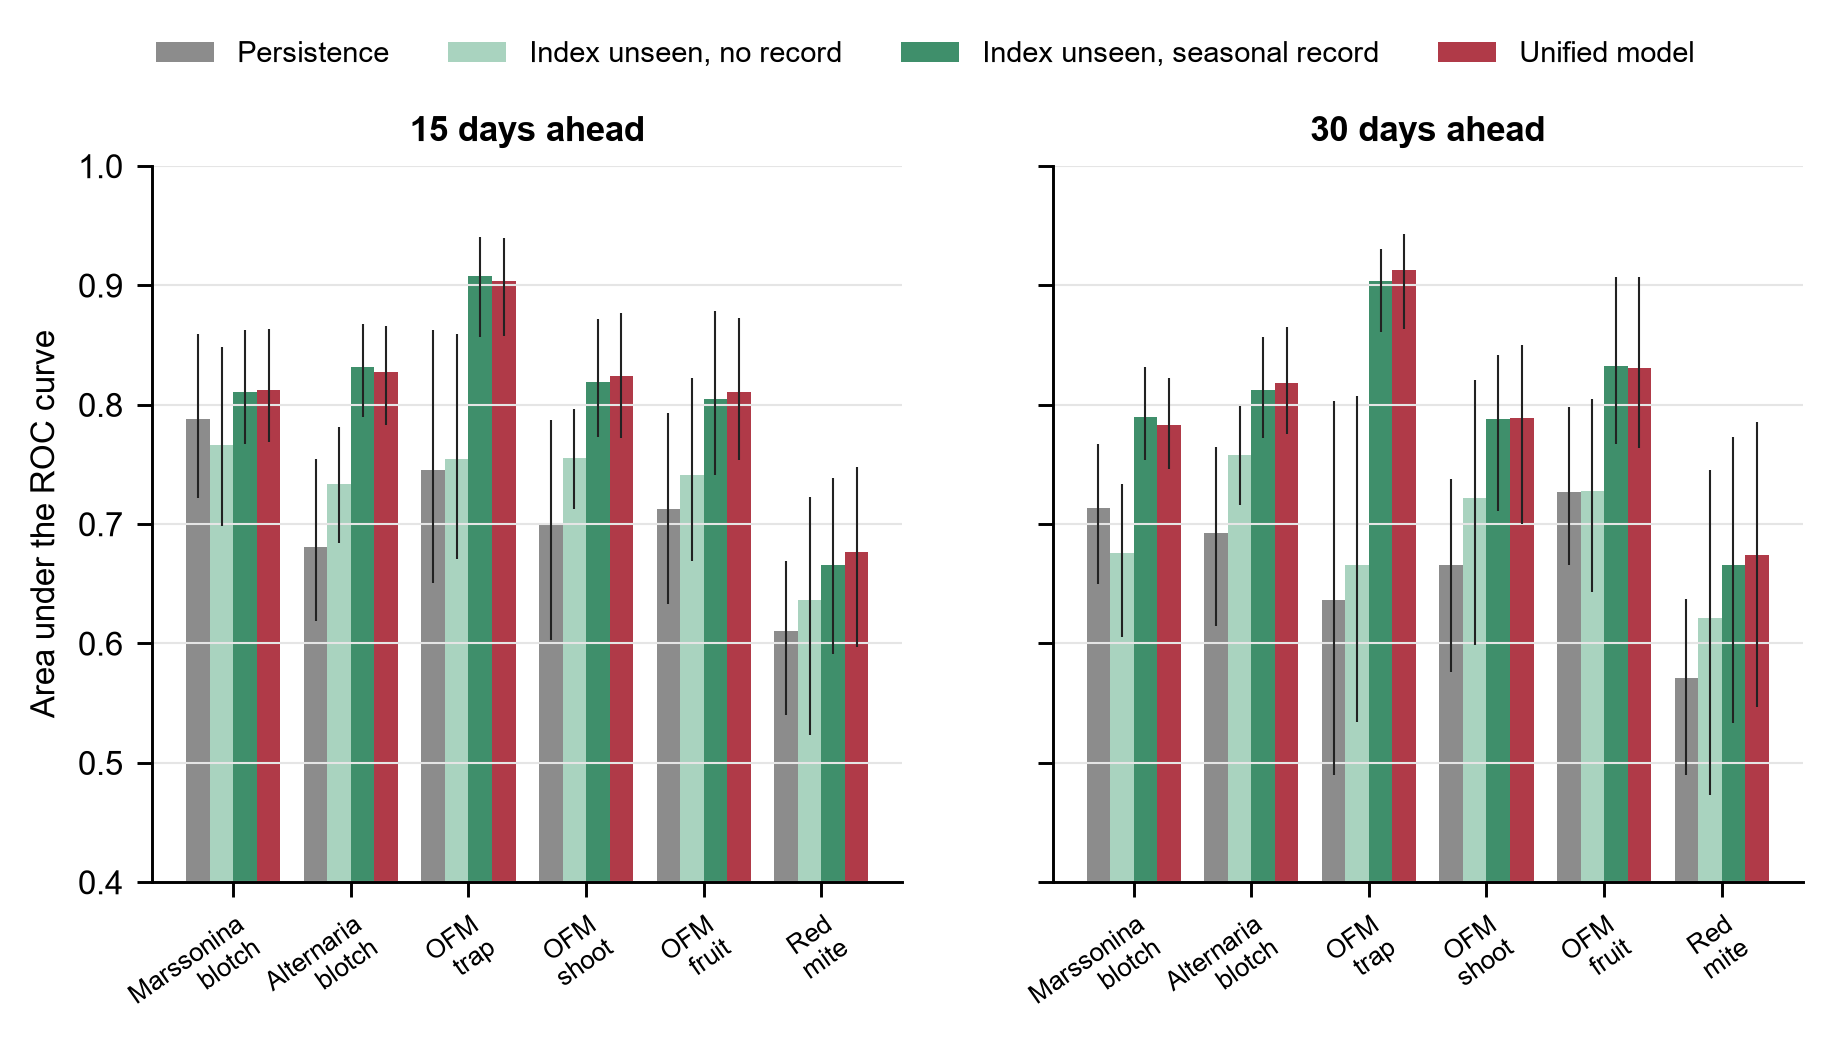 Persistence Index unseen, no record Index unseen, seasonal record Unified model
15 days ahead
30 days ahead
Area under the ROC curve
1.0
0.9
0.8
0.7
0.6
0.5
0.4
Marssonina
blotch
Alternaria
blotch
OFM
trap
OFM
shoot
OFM
fruit
Red
mite
Marssonina
blotch
Alternaria
blotch
OFM
trap
OFM
shoot
OFM
fruit
Red
mite